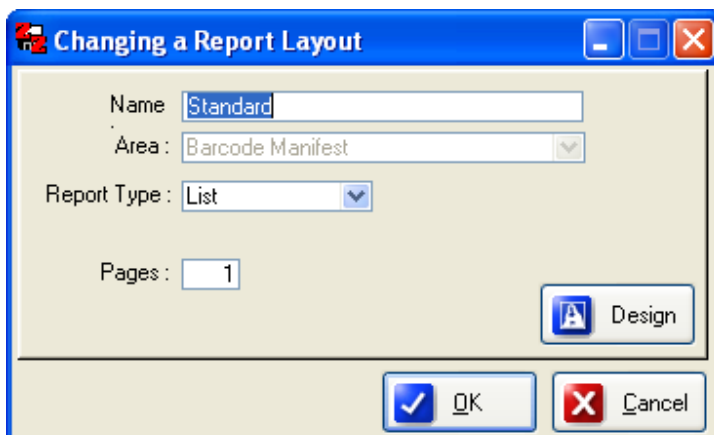 Changing a Report Layout
Name : Standard
Area : Barcode Manifest
Report Type : List
Pages : 1
Design
OK
Cancel